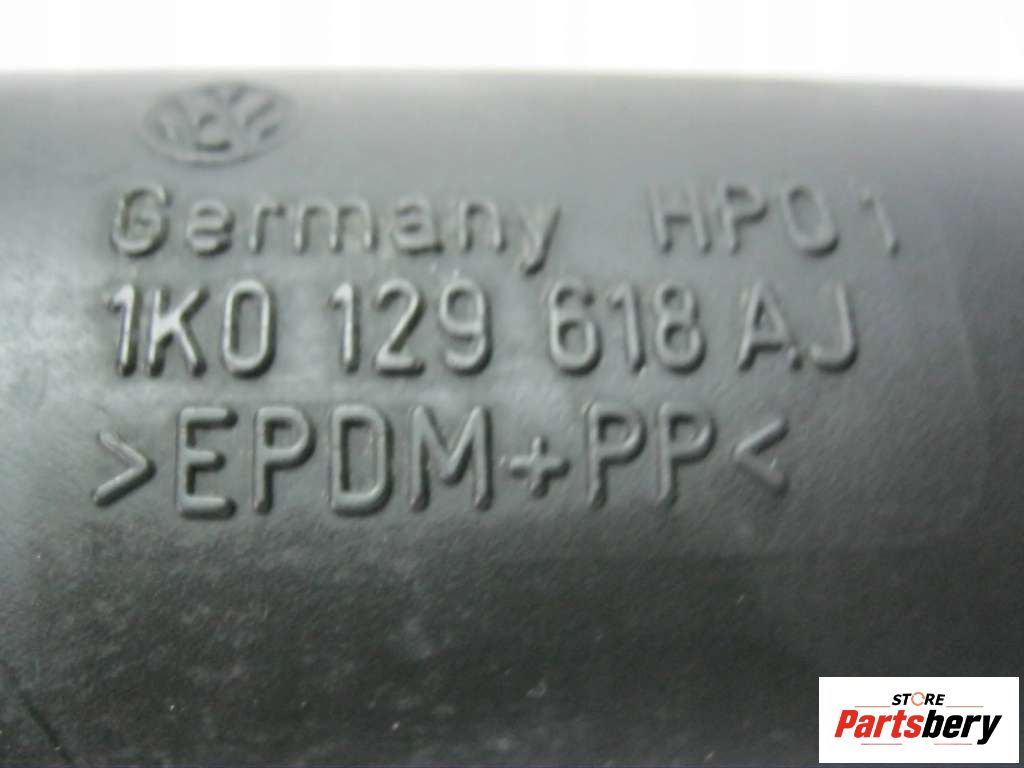 Germany HP01
1K0 129 618 AJ
>EPDM+PP<
STORE
Partsbery